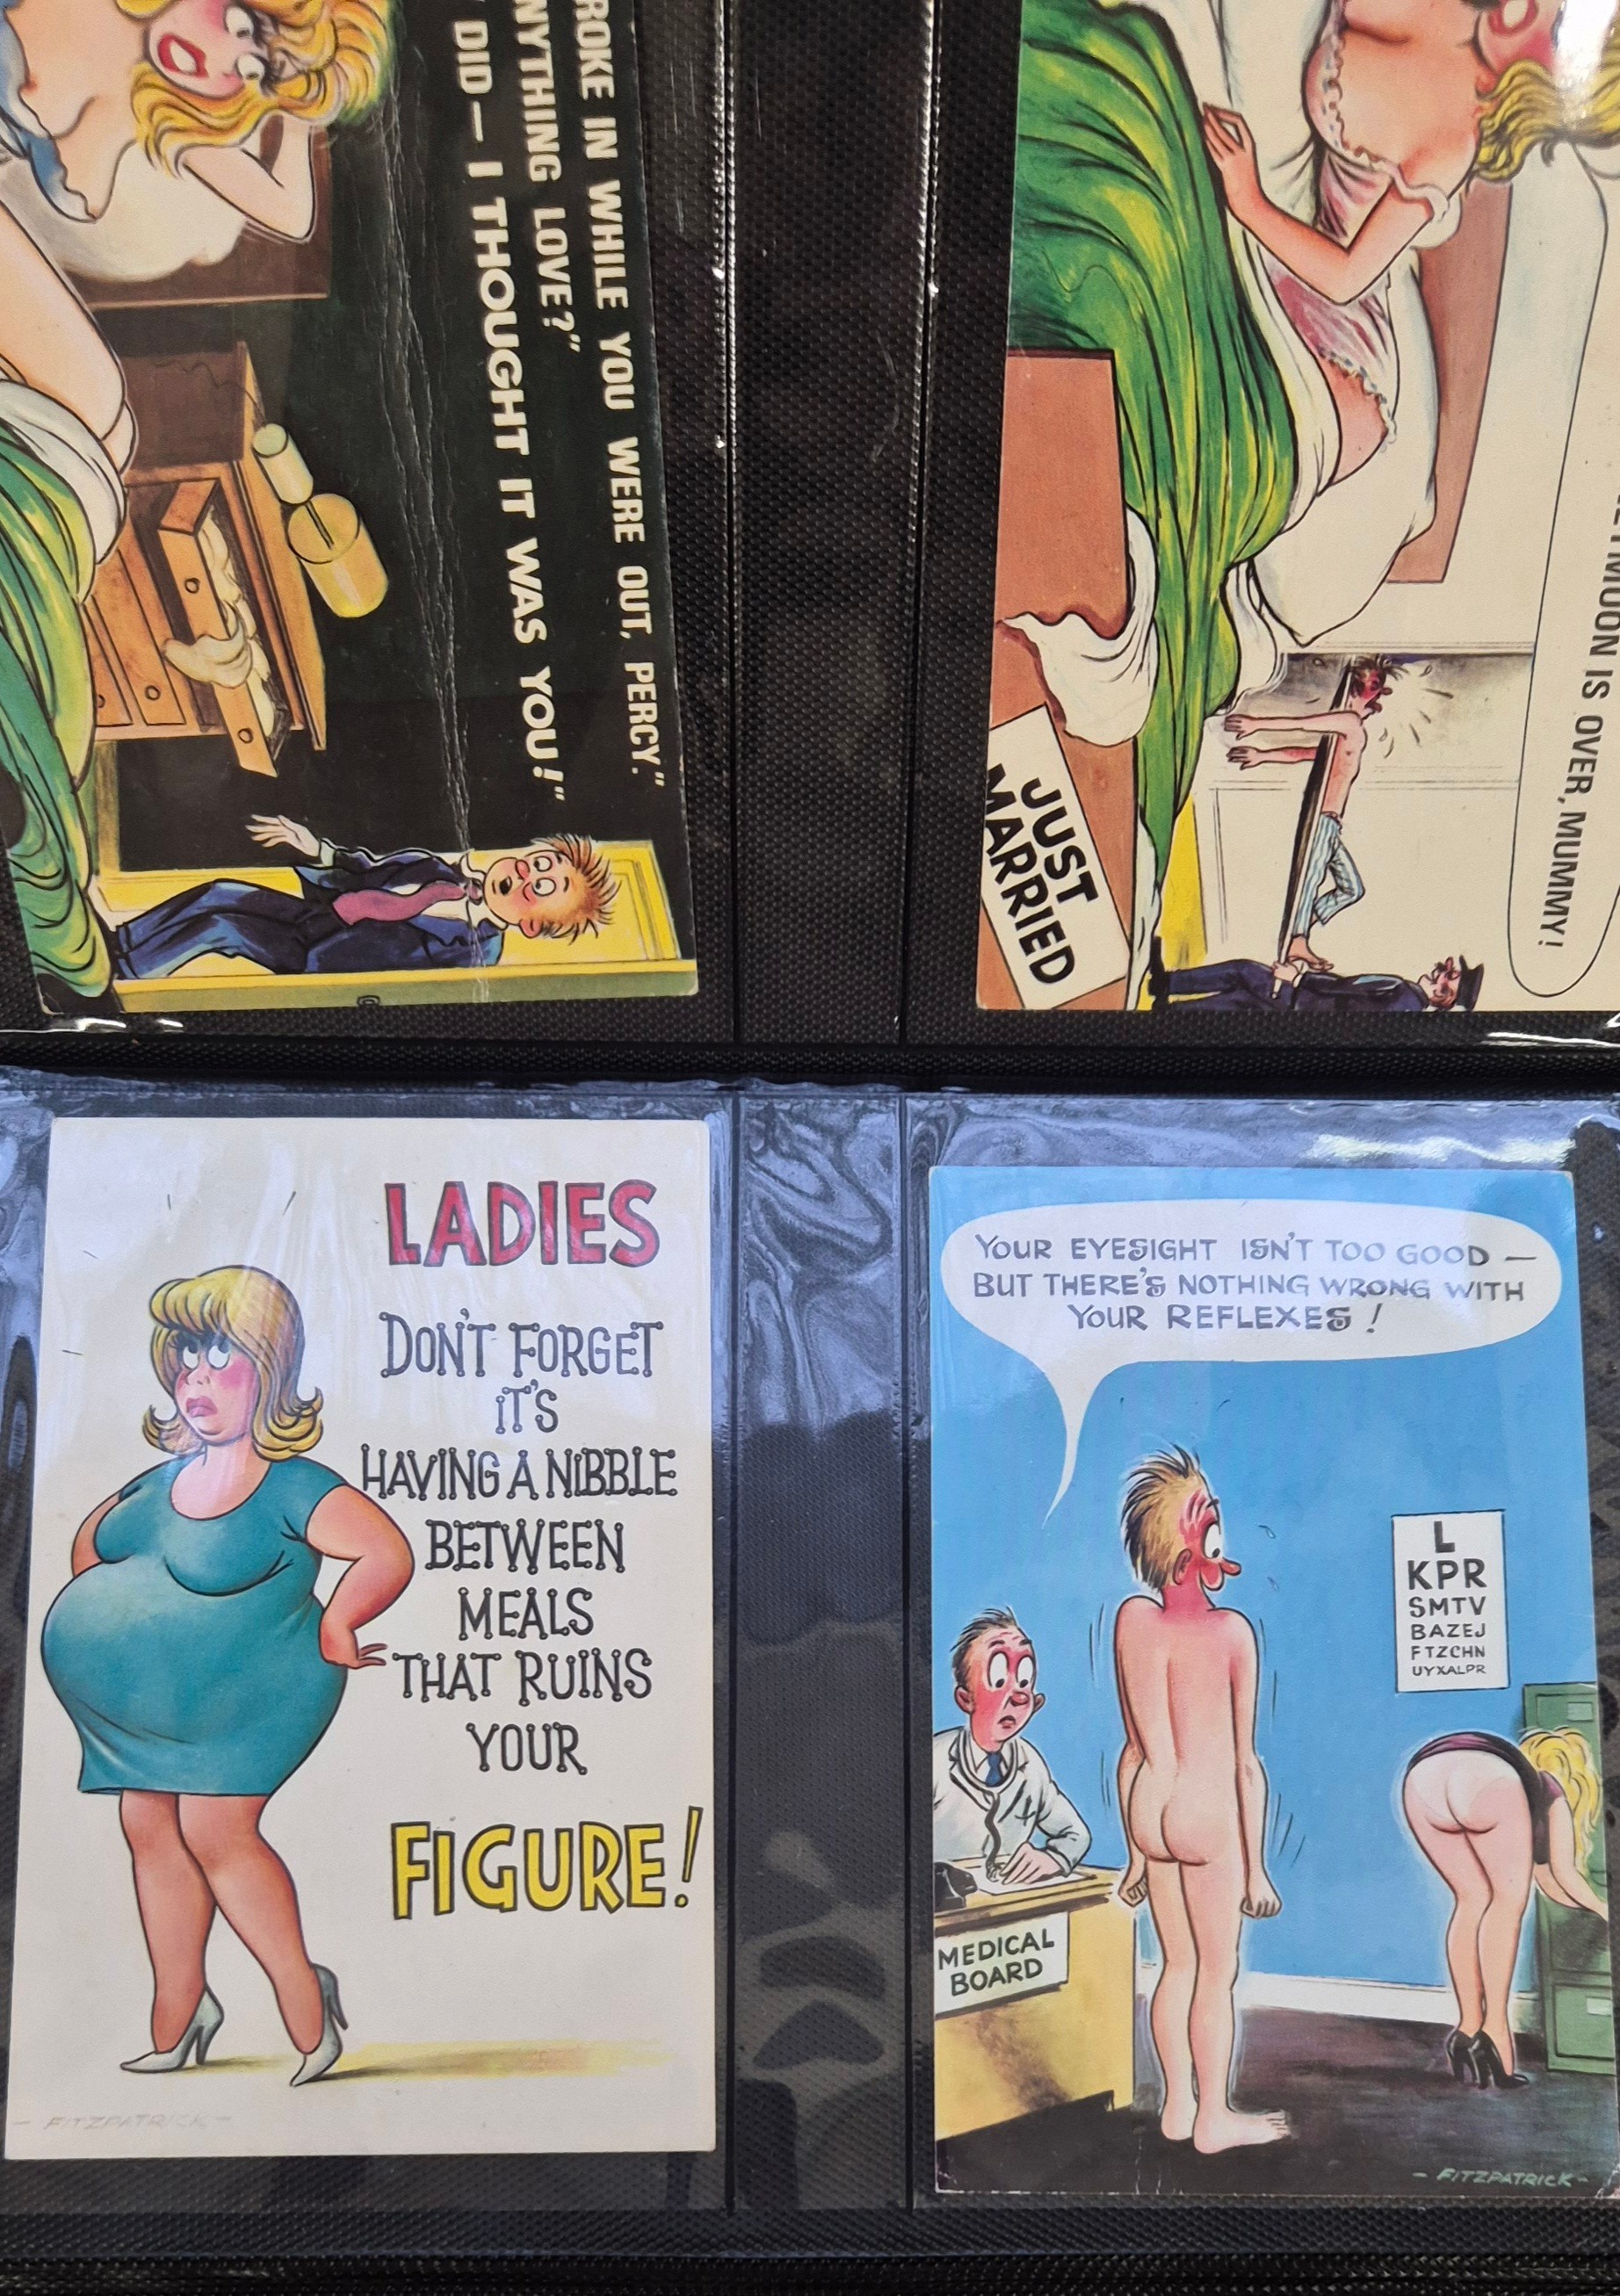 ROKE IN WHILE YOU WERE OUT, PERCY."
NYTHING LOVE?"
DID — I THOUGHT IT WAS YOU!"
MOON IS OVER, MUMMY!
JUST
MARRIED
LADIES
DON'T FORGET
IT'S
HAVING A NIBBLE
BETWEEN
MEALS
THAT RUINS
YOUR
FIGURE!
- FITZPATRICK -
YOUR EYESIGHT ISN'T TOO GOOD —
BUT THERE'S NOTHING WRONG WITH
YOUR REFLEXES!
L
KPR
SMTV
BAZEJ
FTZCHN
UYXALPR
MEDICAL
BOARD
- FITZPATRICK -